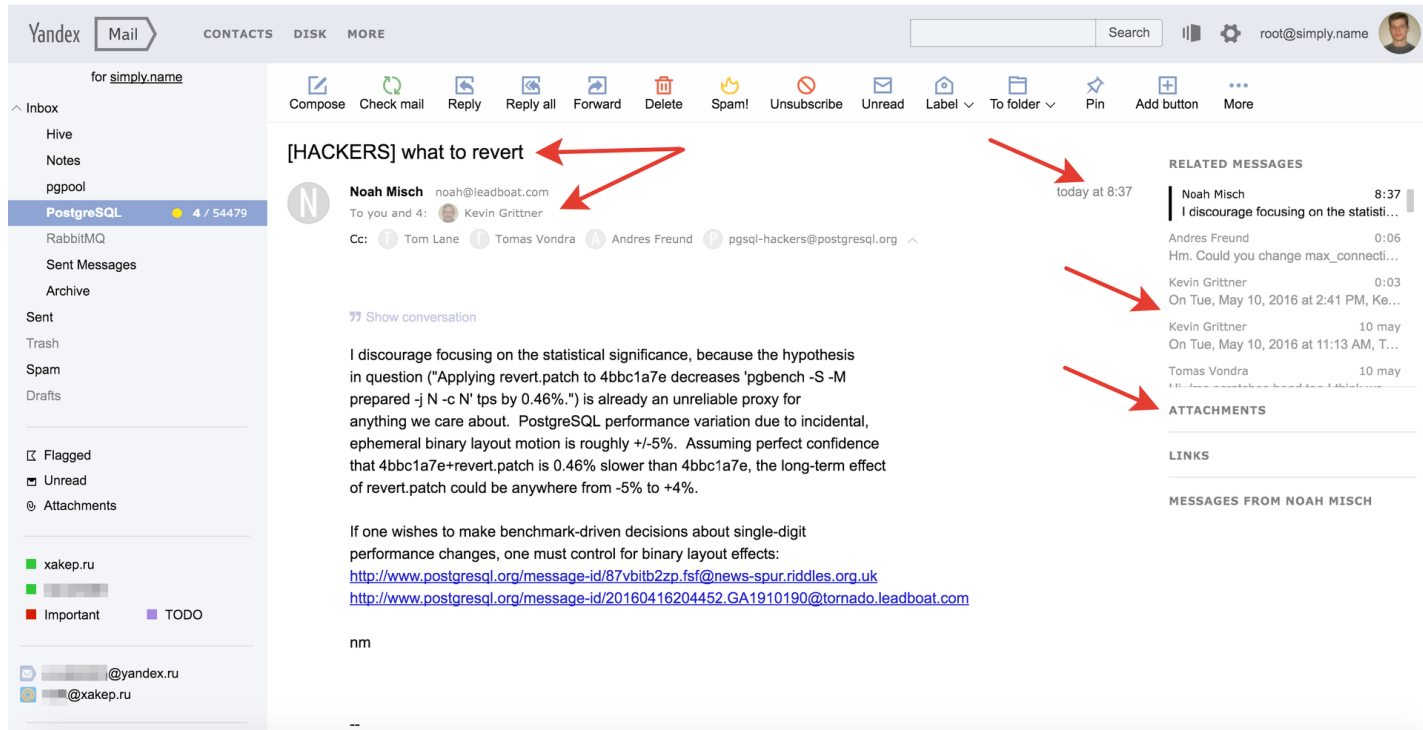 Yandex Mail CONTACTS DISK MORE Search root@simply.name
for simply.name
Inbox
Hive
Notes
pgpool
PostgreSQL 4 / 54479
RabbitMQ
Sent Messages
Archive
Sent
Trash
Spam
Drafts
Flagged
Unread
Attachments
xakep.ru
Important TODO
@yandex.ru
@xakep.ru
Compose Check mail Reply Reply all Forward Delete Spam! Unsubscribe Unread Label To folder Pin Add button More
[HACKERS] what to revert
N
Noah Misch noah@leadboat.com today at 8:37
To you and 4: Kevin Grittner
Cc: T Tom Lane T Tomas Vondra A Andres Freund P pgsql-hackers@postgresql.org
Show conversation
I discourage focusing on the statistical significance, because the hypothesis
in question ("Applying revert.patch to 4bbc1a7e decreases 'pgbench -S -M
prepared -j N -c N' tps by 0.46%.") is already an unreliable proxy for
anything we care about.  PostgreSQL performance variation due to incidental,
ephemeral binary layout motion is roughly +/-5%.  Assuming perfect confidence
that 4bbc1a7e+revert.patch is 0.46% slower than 4bbc1a7e, the long-term effect
of revert.patch could be anywhere from -5% to +4%.
If one wishes to make benchmark-driven decisions about single-digit
performance changes, one must control for binary layout effects:
http://www.postgresql.org/message-id/87vbitb2zp.fsf@news-spur.riddles.org.uk
http://www.postgresql.org/message-id/20160416204452.GA1910190@tornado.leadboat.com
nm
--
RELATED MESSAGES
Noah Misch 8:37
I discourage focusing on the statisti...
Andres Freund 0:06
Hm. Could you change max_connecti...
Kevin Grittner 0:03
On Tue, May 10, 2016 at 2:41 PM, Ke...
Kevin Grittner 10 may
On Tue, May 10, 2016 at 11:13 AM, T...
Tomas Vondra 10 may
ATTACHMENTS
LINKS
MESSAGES FROM NOAH MISCH